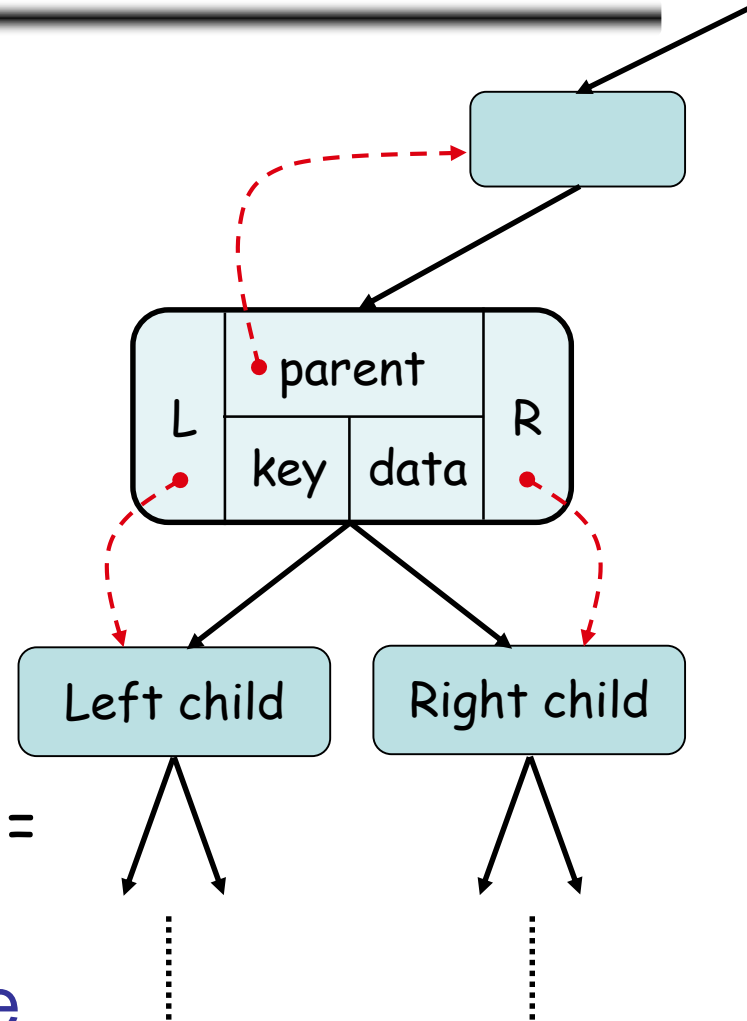 parent
L
R
key data
Left child
Right child
=
e